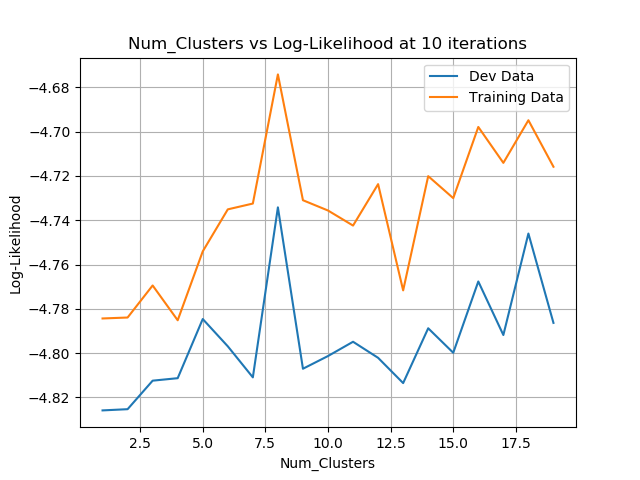 Num_Clusters vs Log-Likelihood at 10 iterations
Dev Data
Training Data
Log-Likelihood
−4.68
−4.70
−4.72
−4.74
−4.76
−4.78
−4.80
−4.82
2.5 5.0 7.5 10.0 12.5 15.0 17.5
Num_Clusters